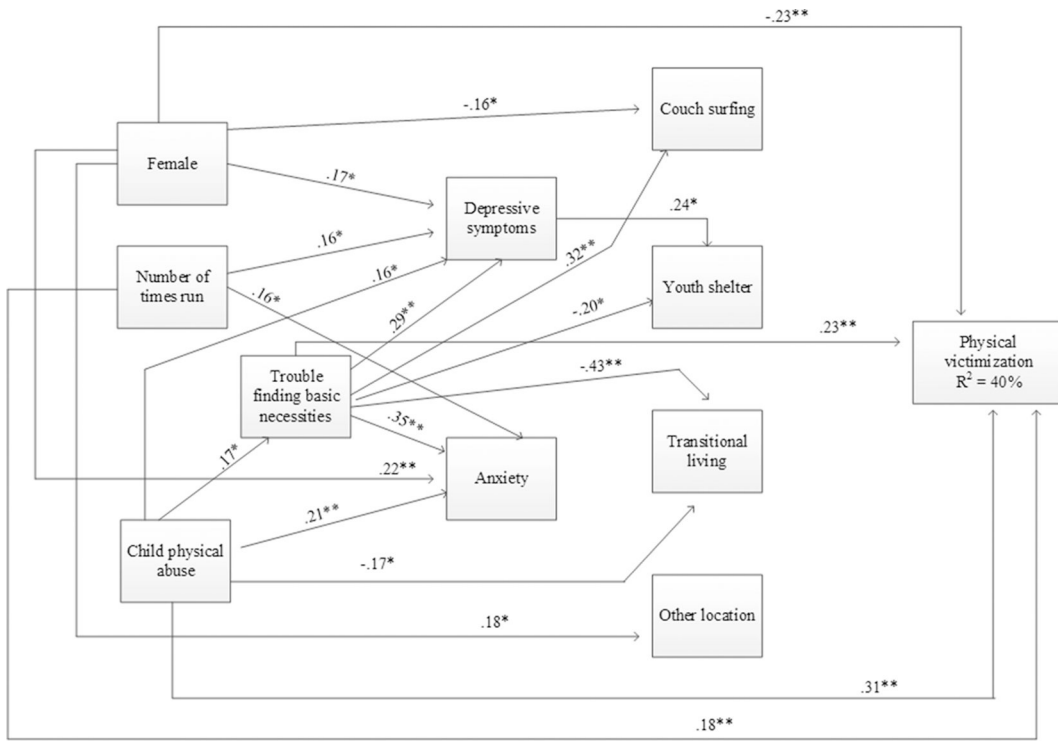 -.23**
Couch surfing
-.16*
Female
.17*
Depressive
symptoms
.24*
.16*
.32**
Number of
times run
.16*
Youth shelter
.16*
.29**
-.20*
.23**
Physical
victimization
R² = 40%
Trouble
finding basic
necessities
-.43**
.35**
Transitional
living
.17*
.22**
Anxiety
.21**
Child physical
abuse
-.17*
Other location
.18*
.31**
.18**